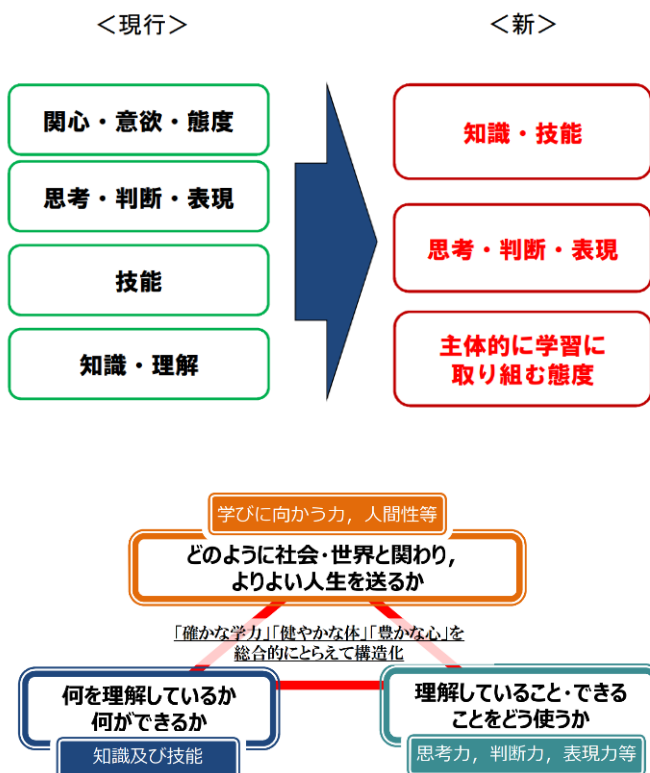 ＜現行＞
＜新＞
関心・意欲・態度
思考・判断・表現
技能
知識・理解
知識・技能
思考・判断・表現
主体的に学習に
取り組む態度
学びに向かう力，人間性等
どのように社会・世界と関わり，
よりよい人生を送るか
「確かな学力」「健やかな体」「豊かな心」を
総合的にとらえて構造化
何を理解しているか
何ができるか
知識及び技能
理解していること・できる
ことをどう使うか
思考力，判断力，表現力等